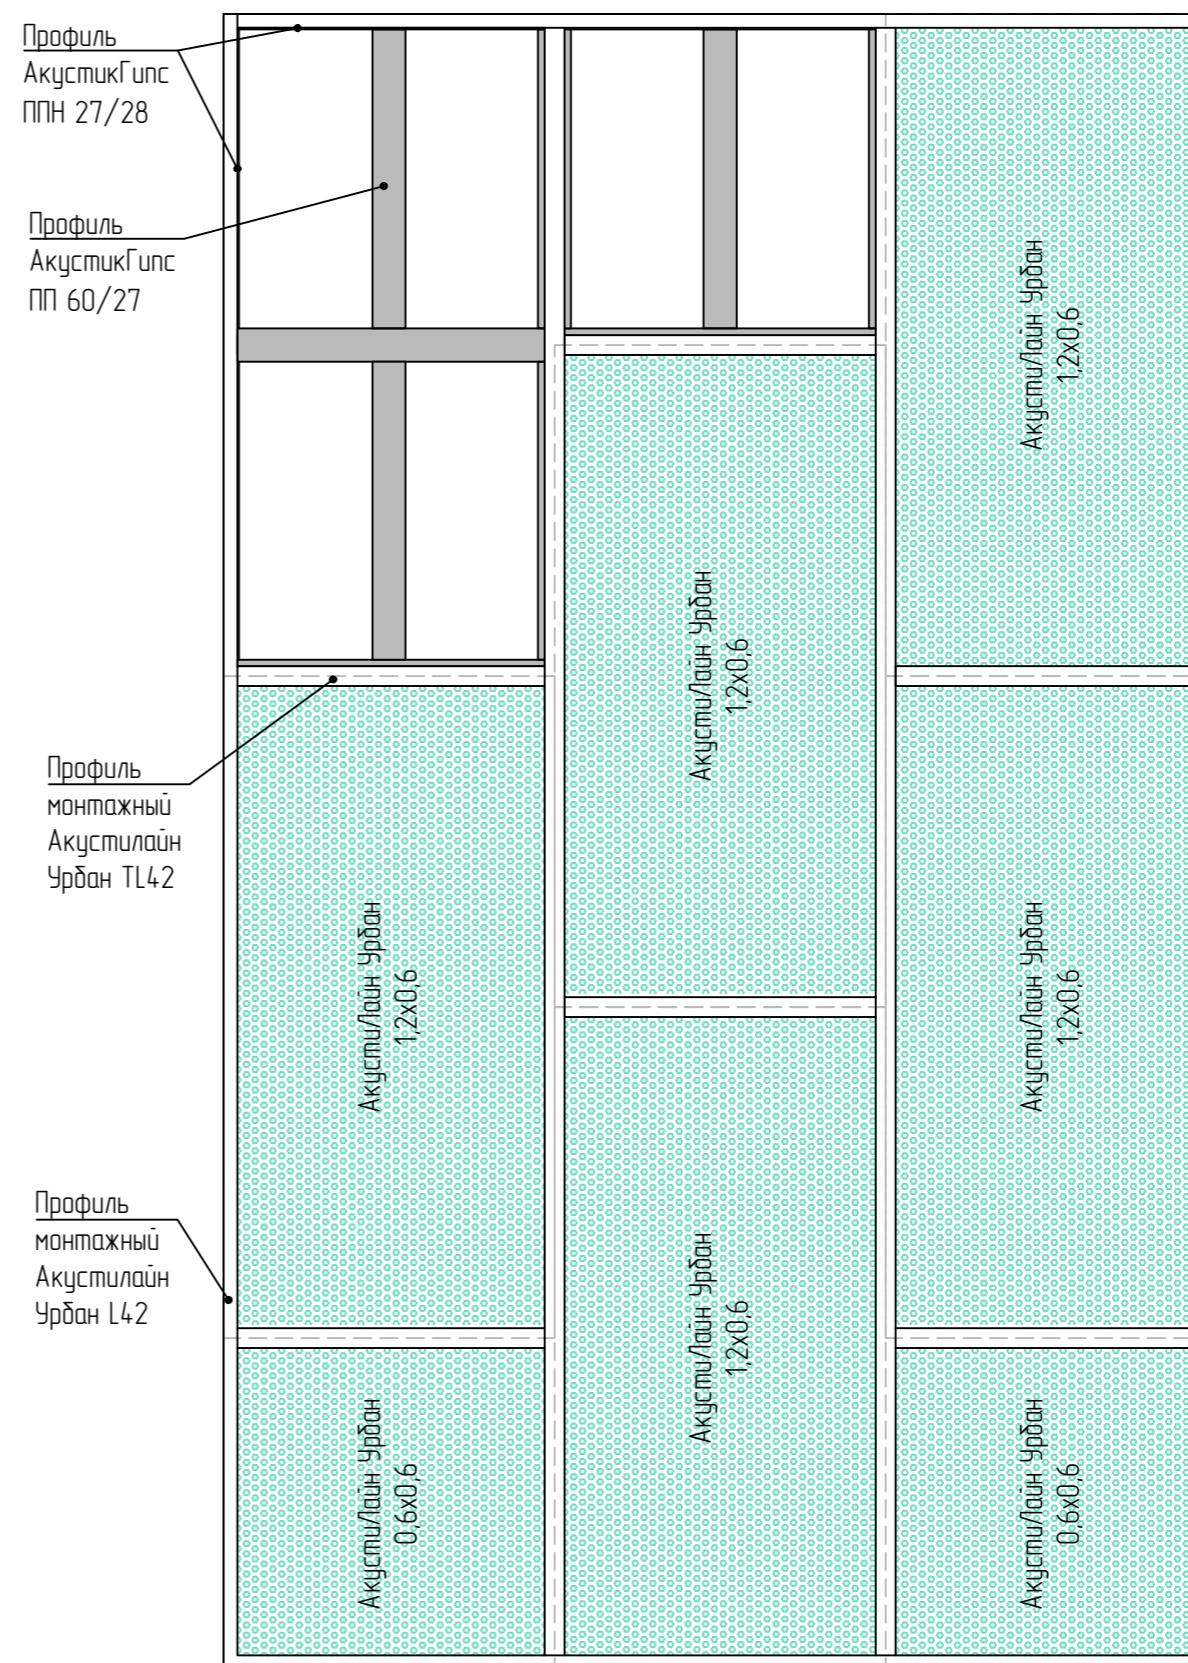 Профиль
АкустикГипс
ППН 27/28
Профиль
АкустикГипс
ПП 60/27
Профиль
монтажный
Акустилайн
Урбан TL42
Профиль
монтажный
Акустилайн
Урбан L42
АкустиЛайн Урбан
1,2х0,6
АкустиЛайн Урбан
0,6х0,6
АкустиЛайн Урбан
1,2х0,6
АкустиЛайн Урбан
1,2х0,6
АкустиЛайн Урбан
1,2х0,6
АкустиЛайн Урбан
1,2х0,6
АкустиЛайн Урбан
0,6х0,6